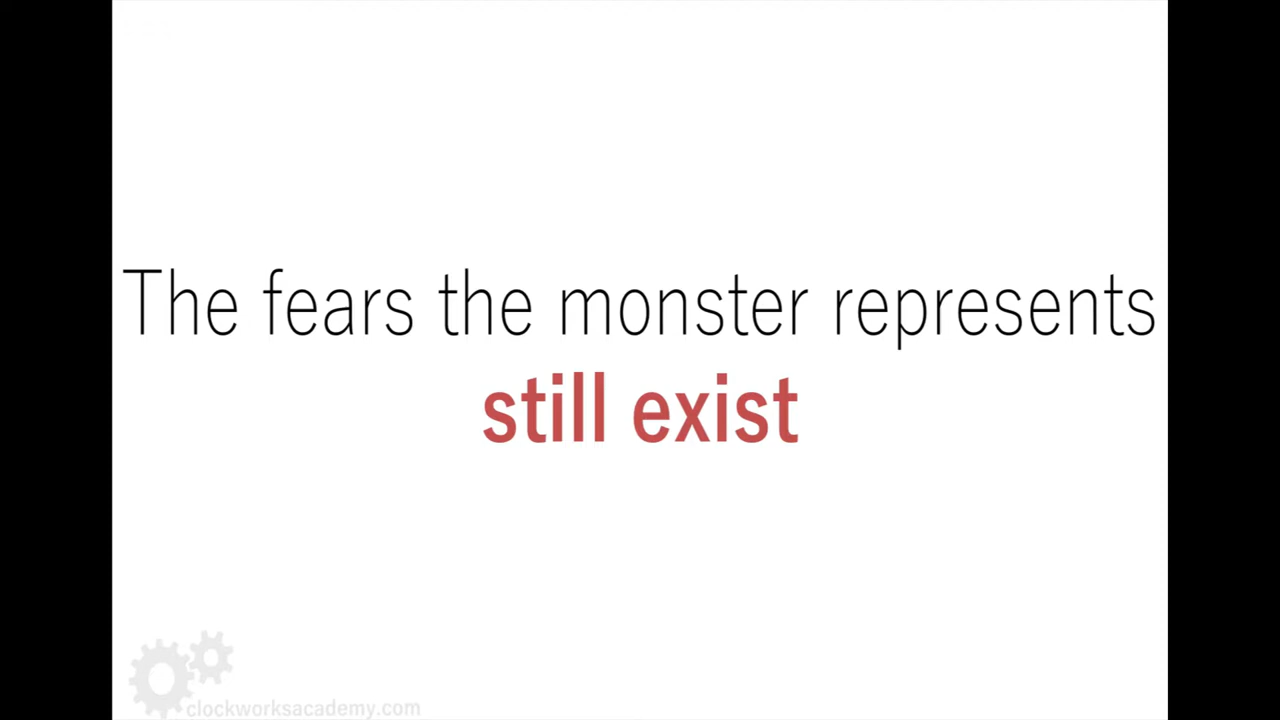 The fears the monster represents
still exist
clockworksacademy.com